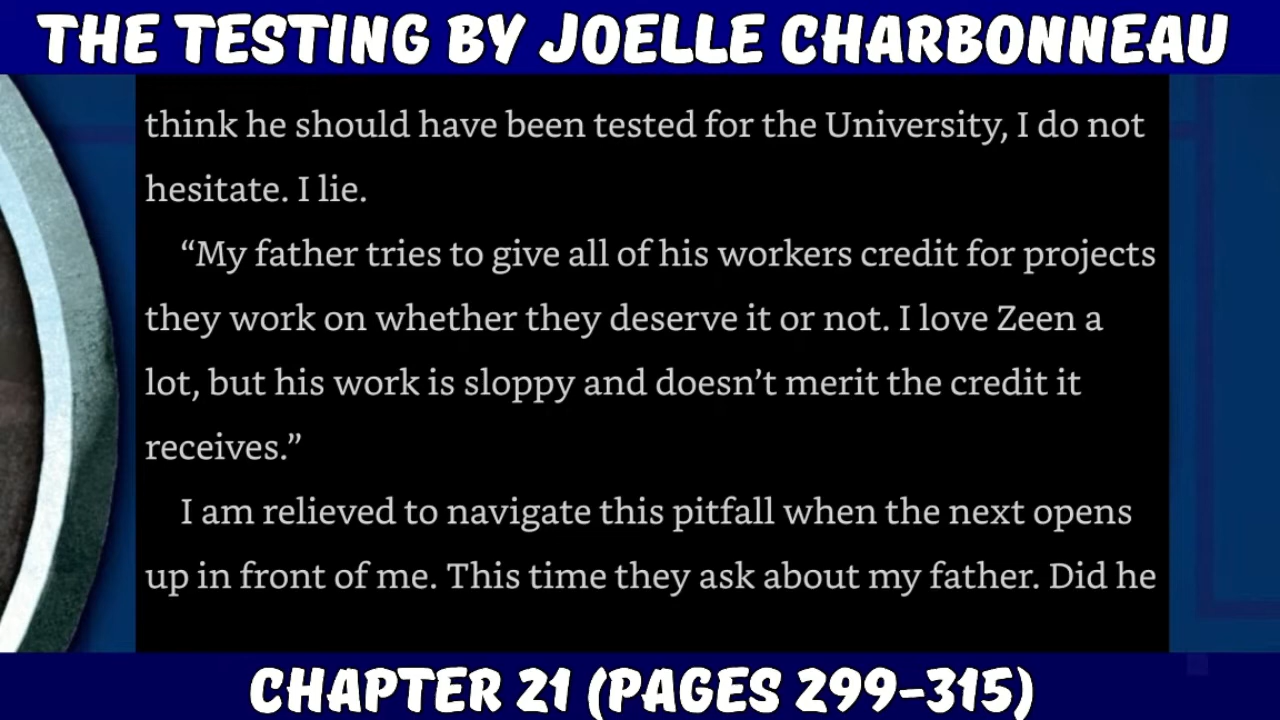 THE TESTING BY JOELLE CHARBONNEAU
think he should have been tested for the University, I do not
hesitate. I lie.
“My father tries to give all of his workers credit for projects
they work on whether they deserve it or not. I love Zeen a
lot, but his work is sloppy and doesn’t merit the credit it
receives.”
I am relieved to navigate this pitfall when the next opens
up in front of me. This time they ask about my father. Did he
CHAPTER 21 (PAGES 299-315)